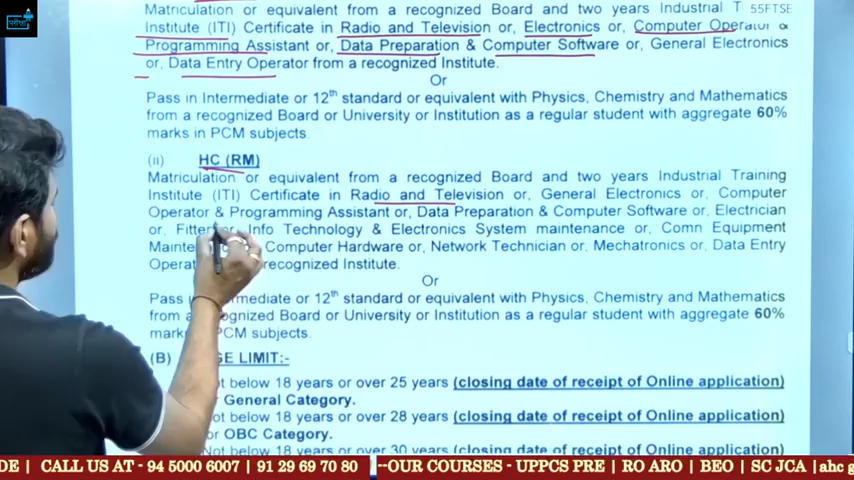 परीक्षा
Matriculation or equivalent from a recognized Board and two years Industrial T
55FTSE
Institute (ITI) Certificate in Radio and Television or, Electronics or, Computer Operator &
Programming Assistant or, Data Preparation & Computer Software or, General Electronics
or, Data Entry Operator from a recognized Institute.
Or
Pass in Intermediate or 12th standard or equivalent with Physics, Chemistry and Mathematics
from a recognized Board or University or Institution as a regular student with aggregate 60%
marks in PCM subjects.
(ii) HC (RM)
Matriculation or equivalent from a recognized Board and two years Industrial Training
Institute (ITI) Certificate in Radio and Television or, General Electronics or, Computer
Operator & Programming Assistant or, Data Preparation & Computer Software or, Electrician
or, Fitter or Info Technology & Electronics System maintenance or, Comn Equipment
Mainte Computer Hardware or, Network Technician or, Mechatronics or, Data Entry
Operat recognized Institute.
Or
Pass in mediate or 12th standard or equivalent with Physics, Chemistry and Mathematics
from a gnized Board or University or Institution as a regular student with aggregate 60%
mark PCM subjects.
(B) GE LIMIT:-
ot below 18 years or over 25 years (closing date of receipt of Online application)
r General Category.
ot below 18 years or over 28 years (closing date of receipt of Online application)
or OBC Category.
Not below 18 years or over 30 years (closing date of receipt of Online application)
DE | CALL US AT - 94 5000 6007 | 91 29 69 70 80 |--OUR COURSES - UPPCS PRE | RO ARO | BEO | SC JCA |ahc g